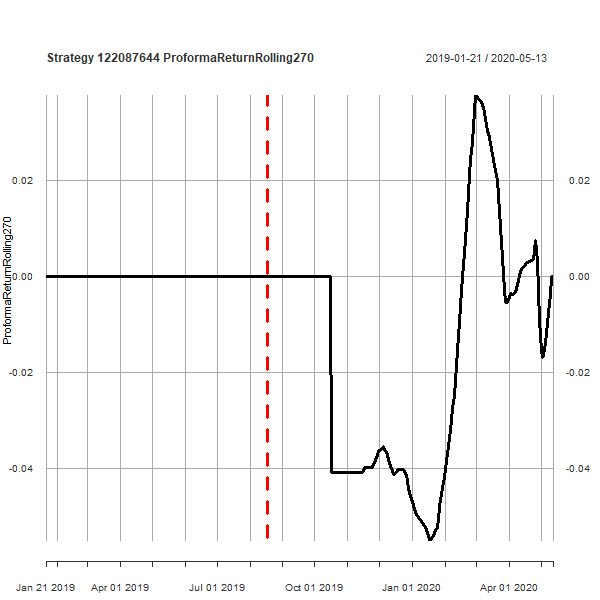 Strategy 122087644 ProformaReturnRolling270
2019-01-21 / 2020-05-13
ProformaReturnRolling270
0.02
0.02
0.00
0.00
-0.02
-0.02
-0.04
-0.04
Jan 21 2019
Apr 01 2019
Jul 01 2019
Oct 01 2019
Jan 01 2020
Apr 01 2020